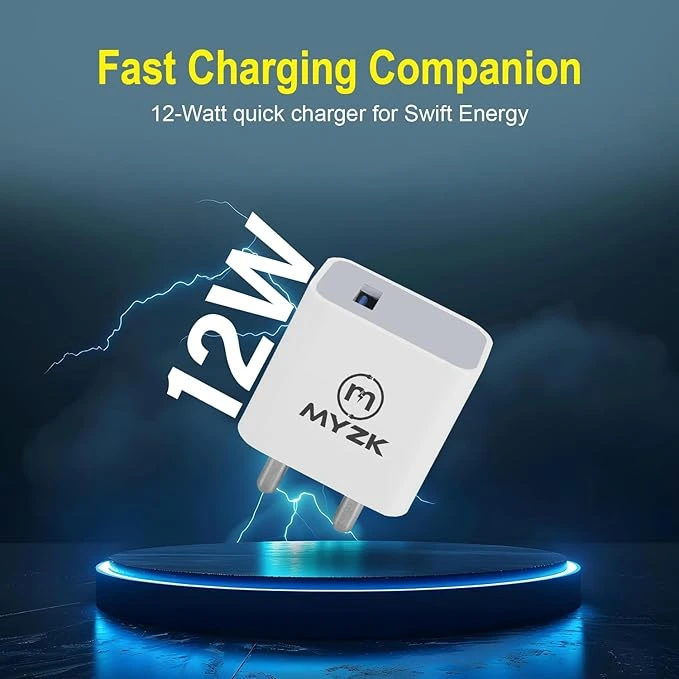 Fast Charging Companion
12-Watt quick charger for Swift Energy
12W
m
MYZK